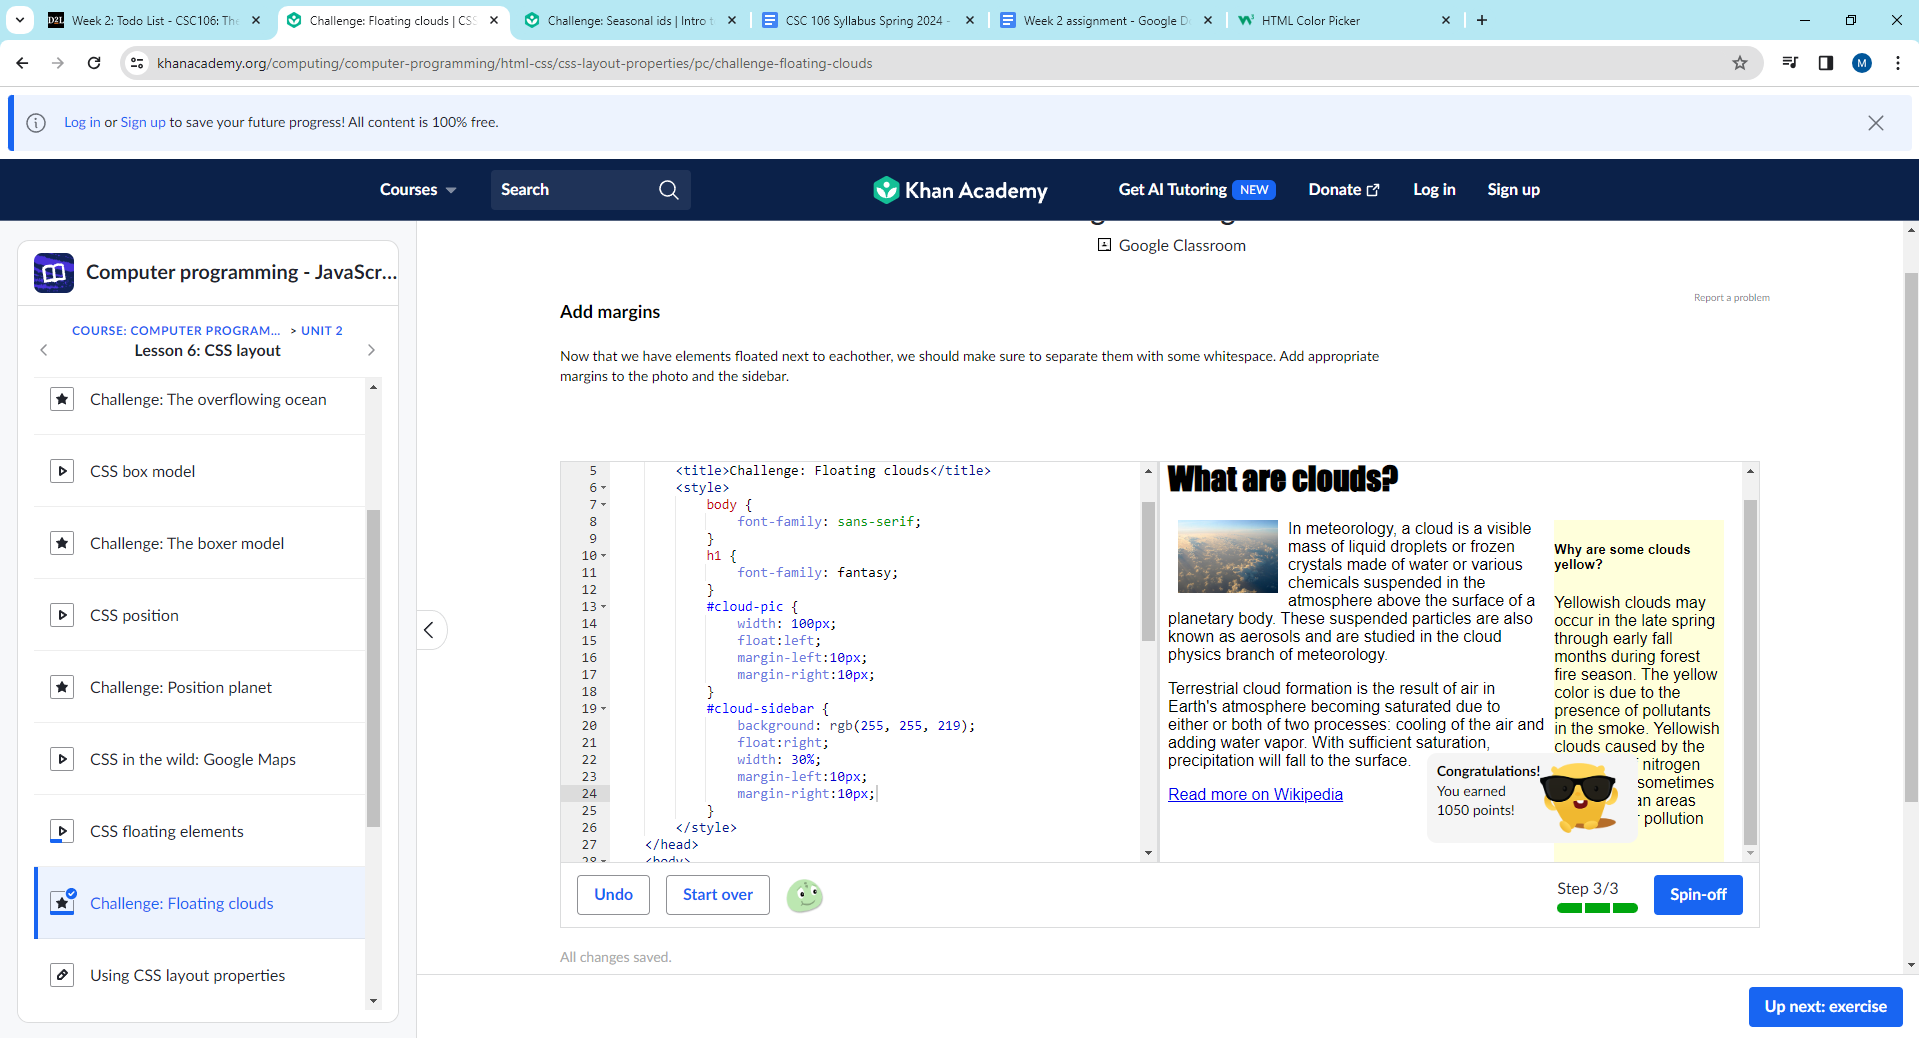 Week 2: Todo List - CSC106: The
Challenge: Floating clouds | CSS
Challenge: Seasonal ids | Intro t
CSC 106 Syllabus Spring 2024 -
Week 2 assignment - Google D
HTML Color Picker
khanacademy.org/computing/computer-programming/html-css/css-layout-properties/pc/challenge-floating-clouds
M
Log in or Sign up to save your future progress! All content is 100% free.
Courses
Search
Khan Academy
Get AI Tutoring NEW
Donate
Log in
Sign up
Computer programming - JavaScr...
COURSE: COMPUTER PROGRAM... > UNIT 2
Lesson 6: CSS layout
Challenge: The overflowing ocean
CSS box model
Challenge: The boxer model
CSS position
Challenge: Position planet
CSS in the wild: Google Maps
CSS floating elements
Challenge: Floating clouds
Using CSS layout properties
Google Classroom
Report a problem
Add margins
Now that we have elements floated next to eachother, we should make sure to separate them with some whitespace. Add appropriate
margins to the photo and the sidebar.
5 <title>Challenge: Floating clouds</title>
6 <style>
7 body {
8 font-family: sans-serif;
9 }
10 h1 {
11 font-family: fantasy;
12 }
13 #cloud-pic {
14 width: 100px;
15 float:left;
16 margin-left:10px;
17 margin-right:10px;
18 }
19 #cloud-sidebar {
20 background: rgb(255, 255, 219);
21 float:right;
22 width: 30%;
23 margin-left:10px;
24 margin-right:10px;
25 }
26 </style>
27 </head>
28 <body>
What are clouds?
In meteorology, a cloud is a visible
mass of liquid droplets or frozen
crystals made of water or various
chemicals suspended in the
atmosphere above the surface of a
planetary body. These suspended particles are also
known as aerosols and are studied in the cloud
physics branch of meteorology.
Terrestrial cloud formation is the result of air in
Earth's atmosphere becoming saturated due to
either or both of two processes: cooling of the air and
adding water vapor. With sufficient saturation,
precipitation will fall to the surface.
Read more on Wikipedia
Why are some clouds
yellow?
Yellowish clouds may
occur in the late spring
through early fall
months during forest
fire season. The yellow
color is due to the
presence of pollutants
in the smoke. Yellowish
clouds caused by the
nitrogen
sometimes
an areas
pollution
Congratulations!
You earned
1050 points!
Undo
Start over
Step 3/3
Spin-off
All changes saved.
Up next: exercise